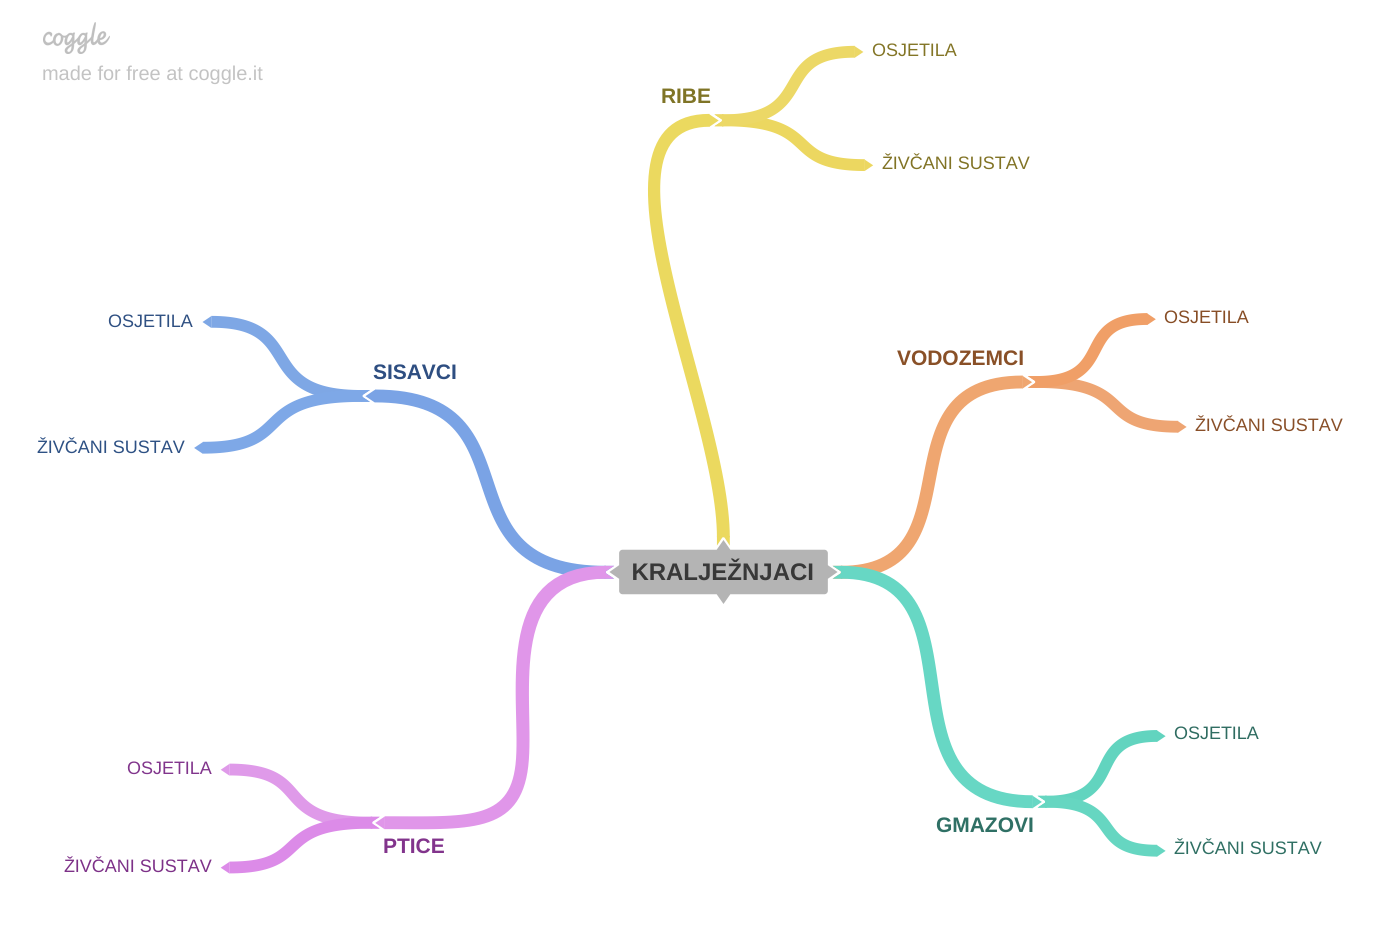 coggle
made for free at coggle.it
RIBE
OSJETILA
ŽIVČANI SUSTAV
SISAVCI
OSJETILA
ŽIVČANI SUSTAV
VODOZEMCI
OSJETILA
ŽIVČANI SUSTAV
KRALJEŽNJACI
PTICE
OSJETILA
ŽIVČANI SUSTAV
GMAZOVI
OSJETILA
ŽIVČANI SUSTAV